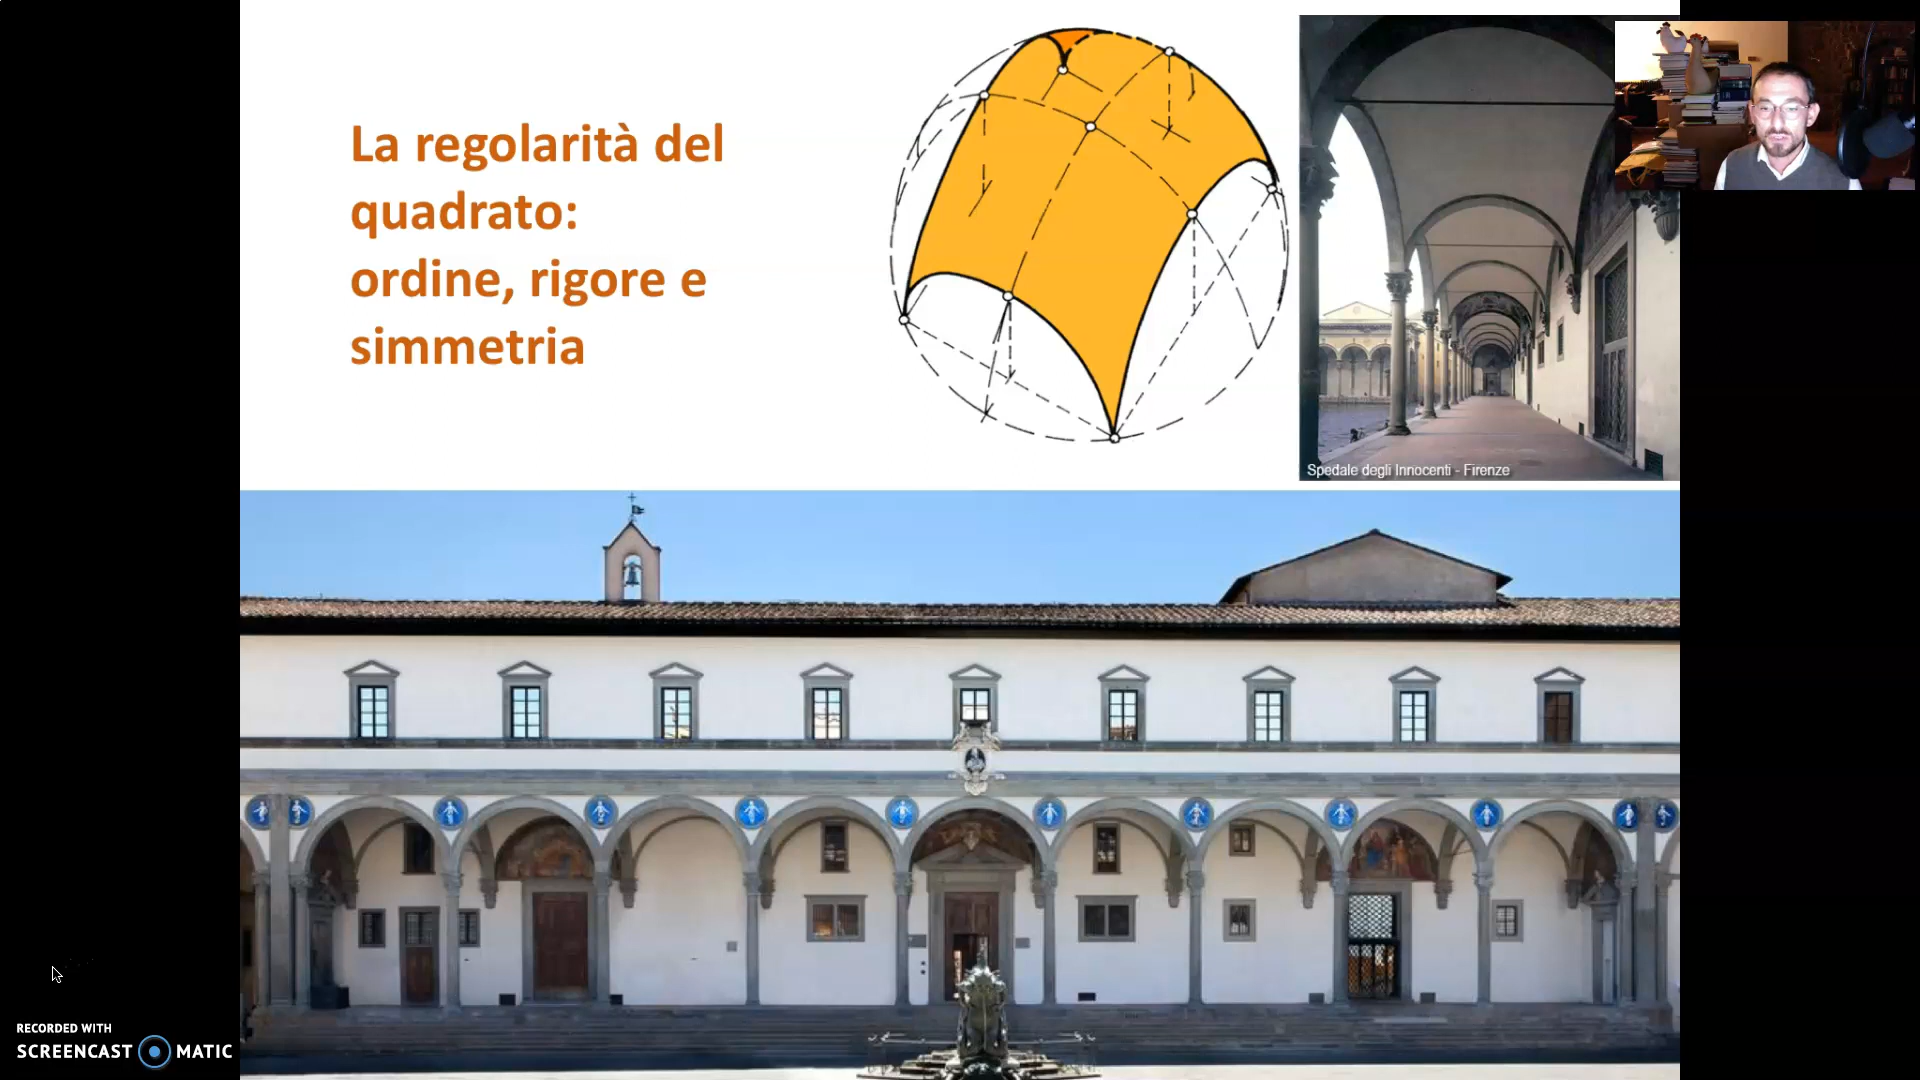 La regolarità del
quadrato:
ordine, rigore e
simmetria
Spedale degli Innocenti - Firenze
RECORDED WITH
SCREENCAST MATIC